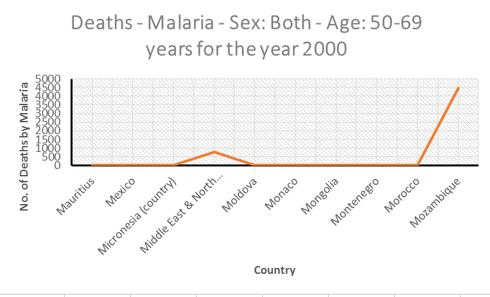 Deaths - Malaria - Sex: Both - Age: 50-69
years for the year 2000
No. of Deaths by Malaria
5000
4500
4000
3500
3000
2500
2000
1500
1000
500
0
Mauritius
Mexico
Micronesia (country)
Middle East & North...
Moldova
Monaco
Mongolia
Montenegro
Morocco
Mozambique
Country